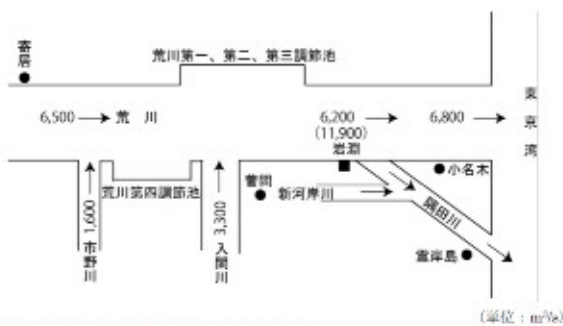 寄居
荒川第一、第二、第三調節池
6,500
荒 川
6,200
(11,900)
岩淵
6,800
東京湾
小名木
荒川第四調節池
菅間
新河岸川
隅田川
1,600
市野川
3,300
入間川
霊岸島
(単位：m³/s)